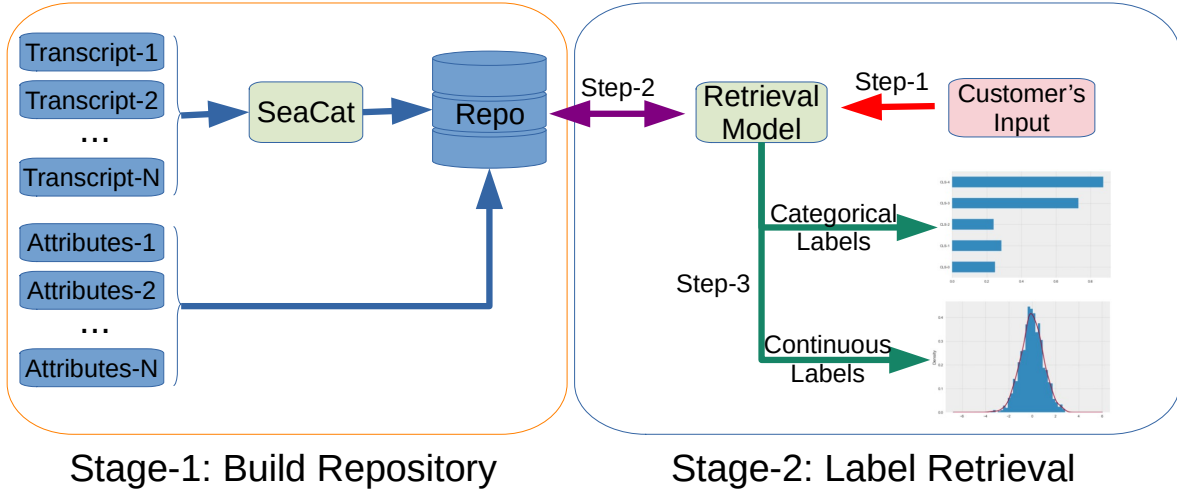 Transcript-1
Transcript-2
...
Transcript-N
Attributes-1
Attributes-2
...
Attributes-N
SeaCat
Repo
Step-2
Retrieval
Model
Step-1
Customer's
Input
Categorical
Labels
Step-3
Continuous
Labels
Density
Stage-1: Build Repository
Stage-2: Label Retrieval